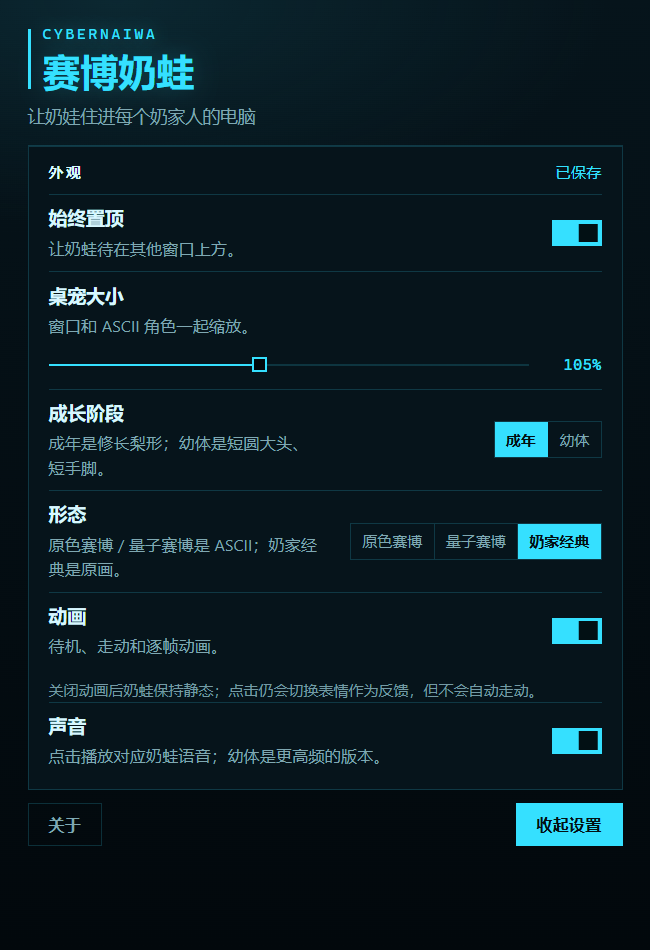 CYBERNAIWA
赛博奶蛙
让奶娃住进每个奶家人的电脑
外观
已保存
始终置顶
让奶蛙待在其他窗口上方。
桌宠大小
窗口和 ASCII 角色一起缩放。
105%
成长阶段
成年是修长梨形；幼体是短圆大头、
短手脚。
成年 幼体
形态
原色赛博 / 量子赛博是 ASCII；奶家经
典是原画。
原色赛博 量子赛博 奶家经典
动画
待机、走动和逐帧动画。
关闭动画后奶蛙保持静态；点击仍会切换表情作为反馈，但不会自动走动。
声音
点击播放对应奶蛙语音；幼体是更高频的版本。
关于
收起设置